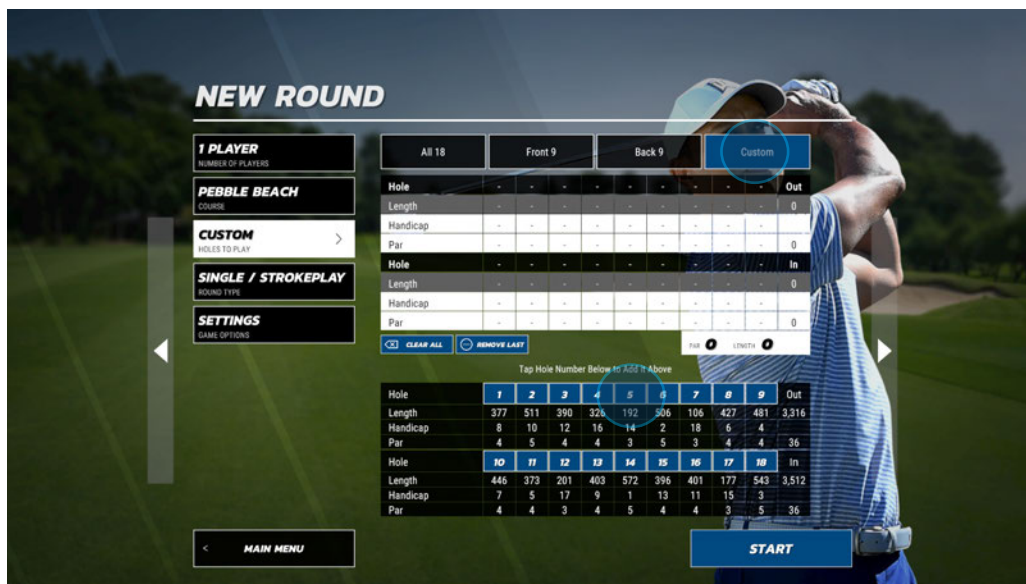 NEW ROUND
1 PLAYER
NUMBER OF PLAYERS
PEBBLE BEACH
COURSE
CUSTOM >
HOLES TO PLAY
SINGLE / STROKEPLAY
ROUND TYPE
SETTINGS
GAME OPTIONS
All 18 Front 9 Back 9 Custom
Hole - - - - - - - - - Out
Length - - - - - - - - - 0
Handicap - - - - - - - - -
Par - - - - - - - - - 0
Hole - - - - - - - - - In
Length - - - - - - - - - 0
Handicap - - - - - - - - -
Par - - - - - - - - - 0
CLEAR ALL REMOVE LAST PAR 0 LENGTH 0
Tap Hole Number Below to Add it Above
Hole 1 2 3 4 5 6 7 8 9 Out
Length 377 511 390 326 192 506 106 427 481 3,316
Handicap 8 10 12 16 14 2 18 6 4
Par 4 5 4 4 3 5 3 4 4 36
Hole 10 11 12 13 14 15 16 17 18 In
Length 446 373 201 403 572 396 401 177 543 3,512
Handicap 7 5 17 9 1 13 11 15 3
Par 4 4 3 4 5 4 4 3 5 36
< MAIN MENU
START